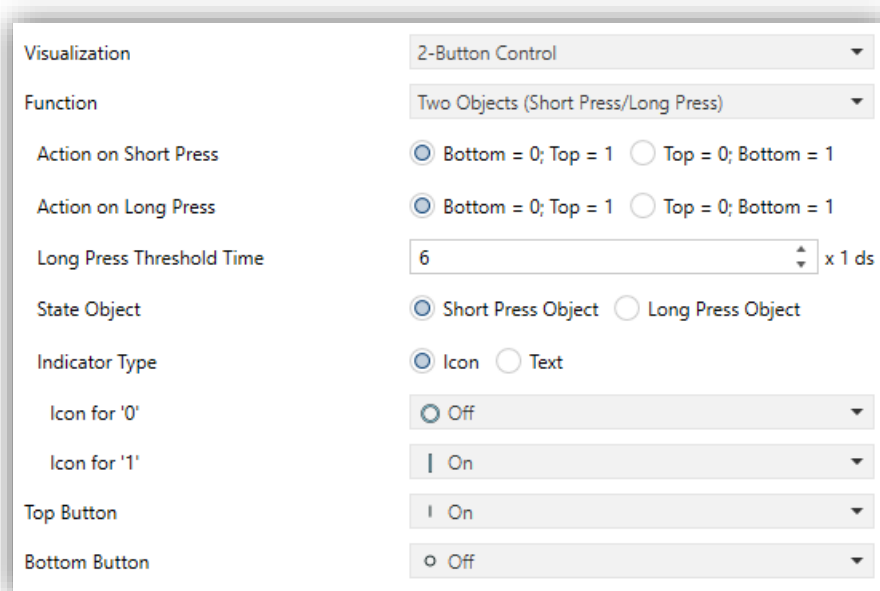 Visualization 2-Button Control
Function Two Objects (Short Press/Long Press)
Action on Short Press Bottom = 0; Top = 1 Top = 0; Bottom = 1
Action on Long Press Bottom = 0; Top = 1 Top = 0; Bottom = 1
Long Press Threshold Time 6 x 1 ds
State Object Short Press Object Long Press Object
Indicator Type Icon Text
Icon for '0' Off
Icon for '1' On
Top Button On
Bottom Button Off